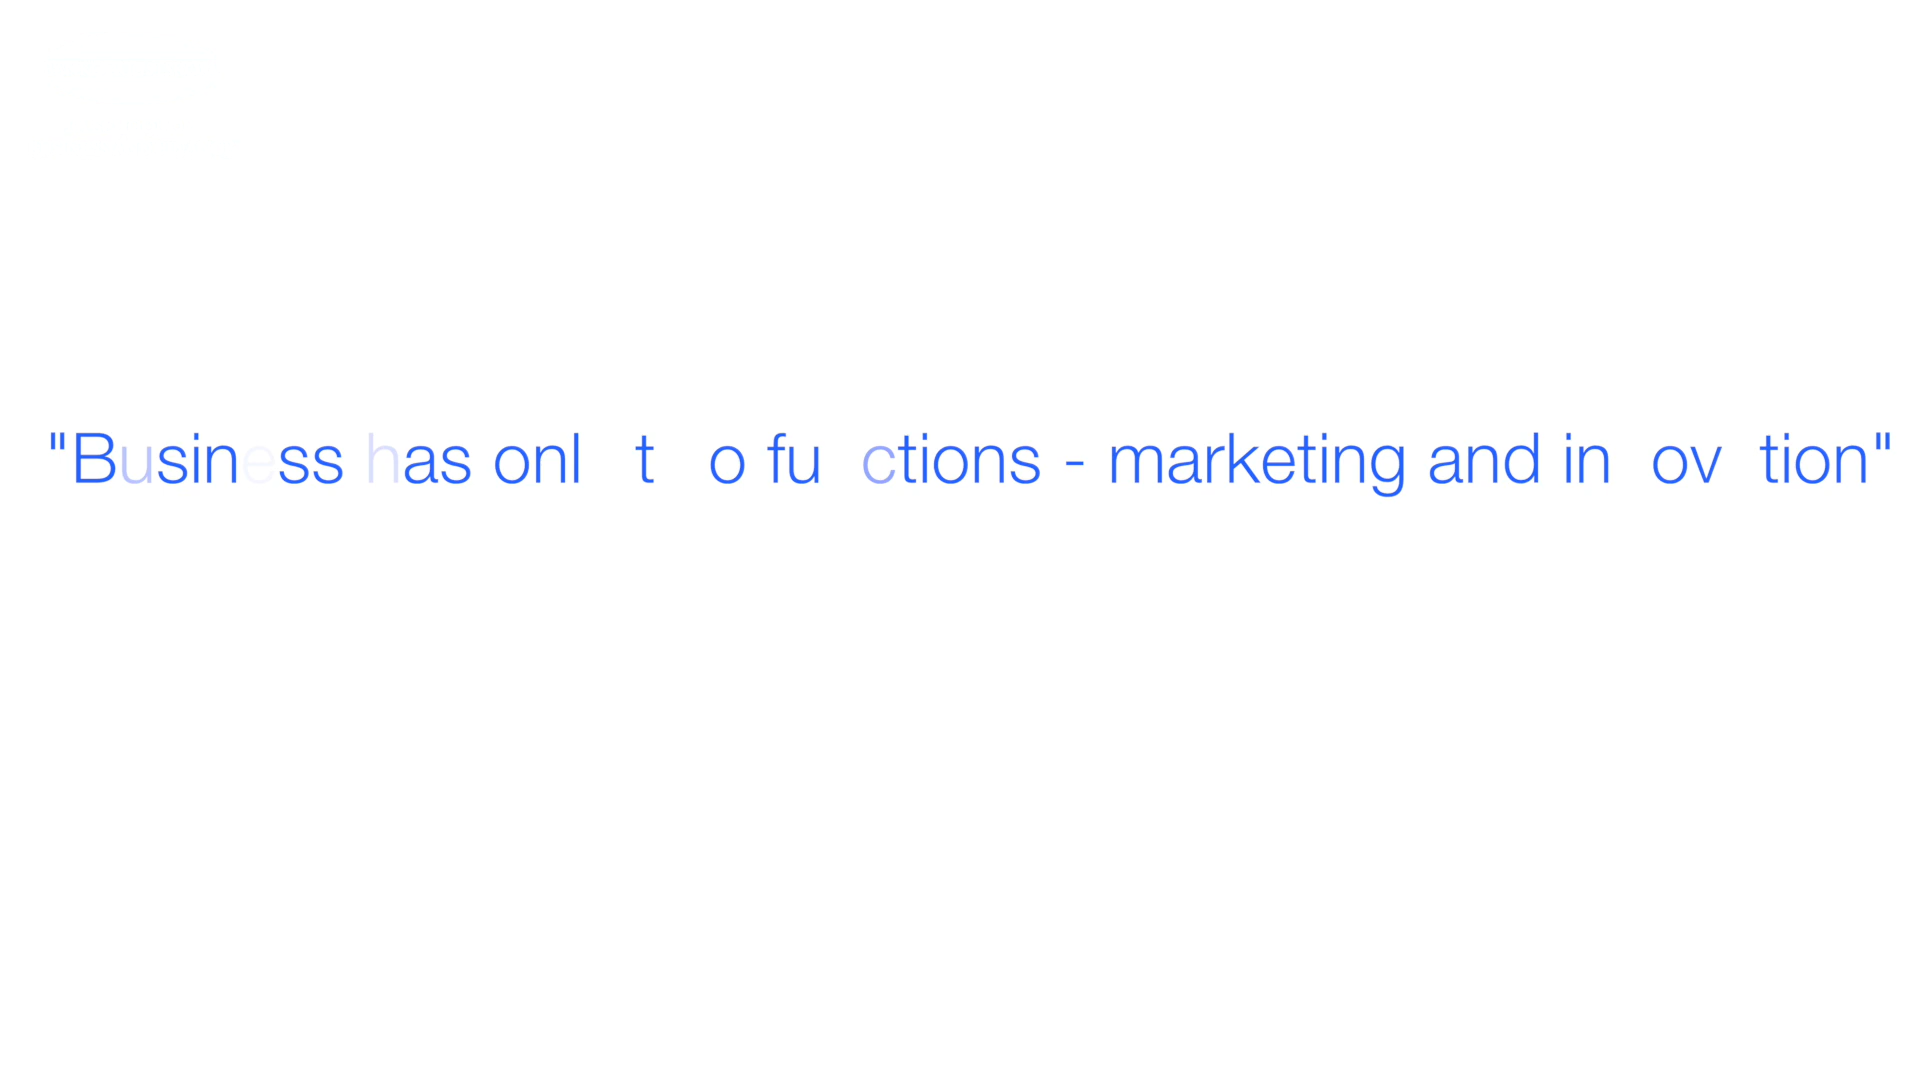 "Business has onl t o fu ctions - marketing and in ov tion"